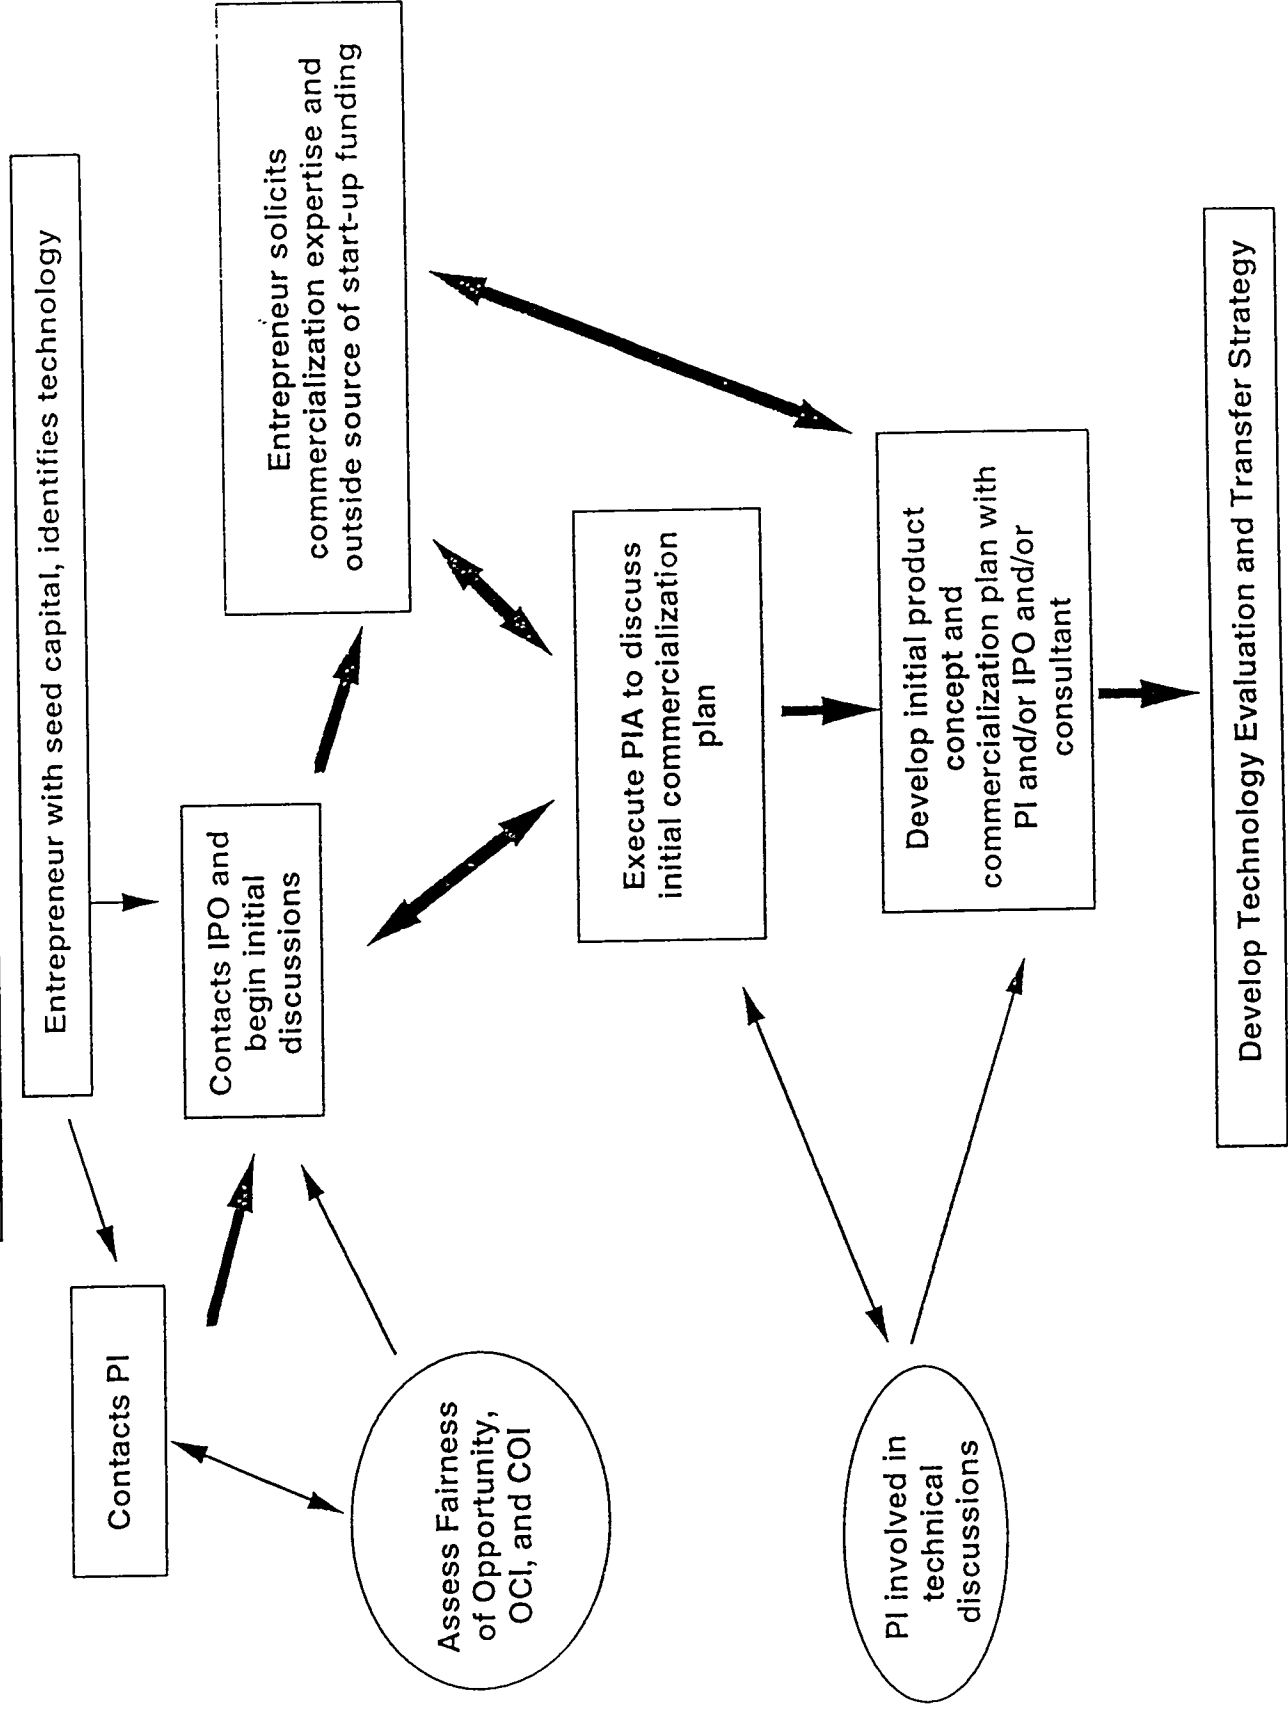 Entrepreneur with seed capital, identifies technology
Contacts PI
Contacts IPO and
begin initial
discussions
Entrepreneur solicits
commercialization expertise and
outside source of start-up funding
Assess Fairness
of Opportunity,
OCI, and COI
Execute PIA to discuss
initial commercialization
plan
PI involved in
technical
discussions
Develop initial product
concept and
commercialization plan with
PI and/or IPO and/or
consultant
Develop Technology Evaluation and Transfer Strategy